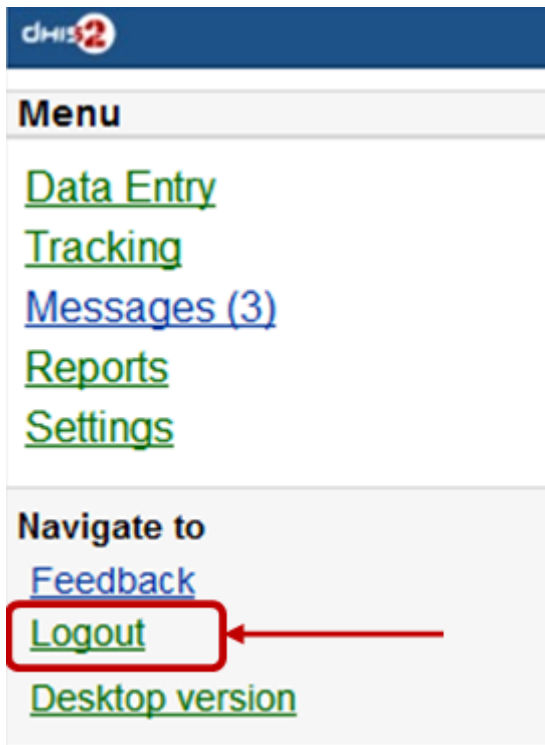 dHIS2
Menu
Data Entry
Tracking
Messages (3)
Reports
Settings
Navigate to
Feedback
Logout
Desktop version